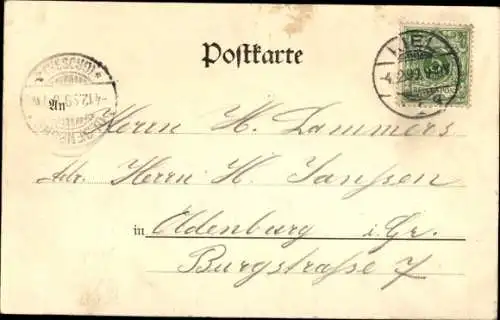 Postkarte
An
Herrn H. Lammers
Adr. Herrn H. Janssen
in Oldenburg i. Gr.
Burgstraße 7